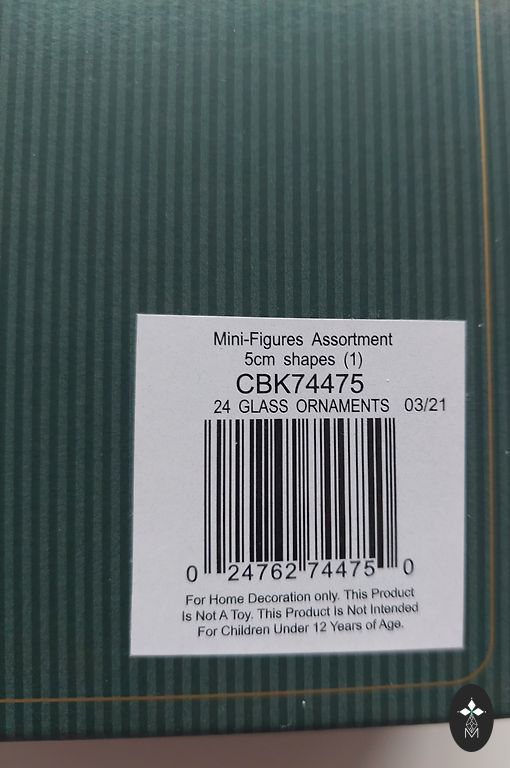 Mini-Figures Assortment
5cm shapes (1)
CBK74475
24 GLASS ORNAMENTS 03/21
0 24762 74475 0
For Home Decoration only. This Product
Is Not A Toy. This Product Is Not Intended
For Children Under 12 Years of Age.
M